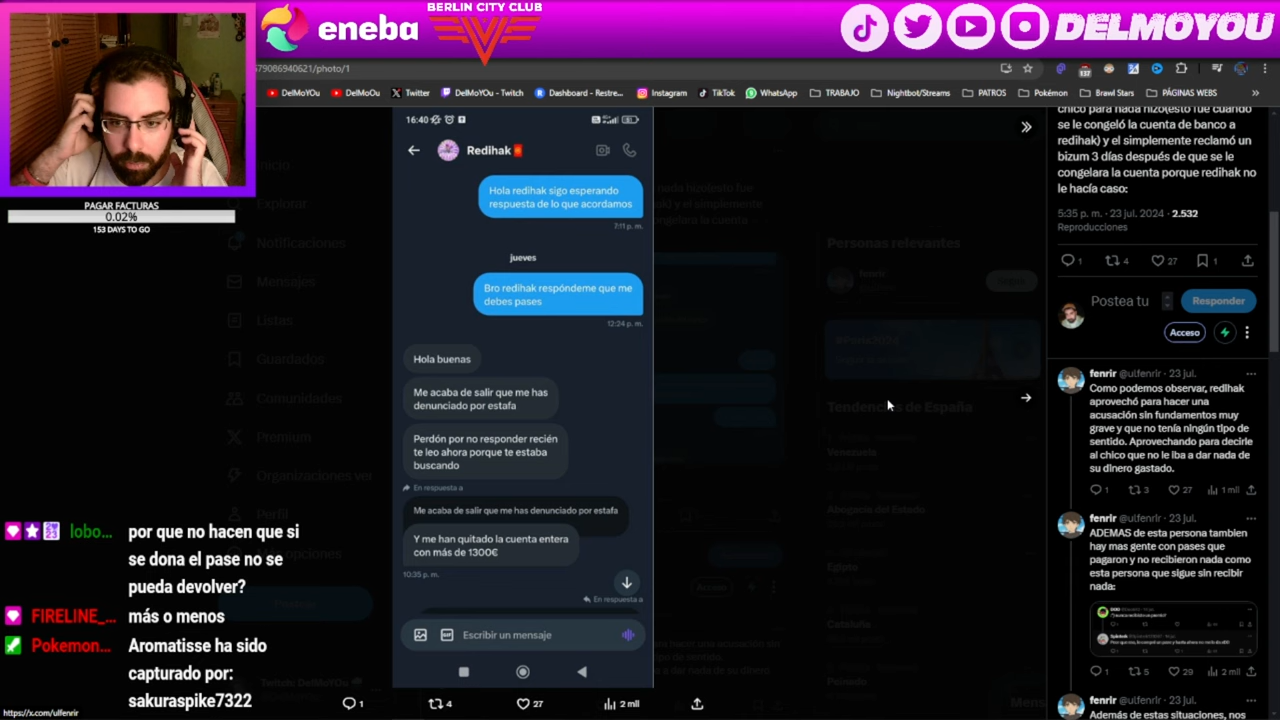 eneba
BERLIN CITY CLUB
DELMOYOU
PAGAR FACTURAS
0.02%
153 DAYS TO GO
79086940621/photo/1
137
DelMoYOu
DelMoOu
Twitter
DelMoYOu - Twitch
Dashboard - Restre...
Instagram
TikTok
WhatsApp
TRABAJO
Nightbot/Streams
PATROS
Pokémon
Brawl Stars
PÁGINAS WEBS
16:40
Redihak
Hola redihak sigo esperando
respuesta de lo que acordamos
7:11 p. m.
jueves
Bro redihak respóndeme que me
debes pases
12:24 p. m.
Hola buenas
Me acaba de salir que me has
denunciado por estafa
Perdón por no responder recién
te leo ahora porque te estaba
buscando
En respuesta a
Me acaba de salir que me has denunciado por estafa
Y me han quitado la cuenta entera
con más de 1300€
10:35 p. m.
En respuesta a
Escribir un mensaje
1
4
27
2 mil
Explorar
Notificaciones
Mensajes
Listas
Guardados
Comunidades
Premium
Organizaciones ver
Perfil
Personas relevantes
fenrir
Tendencias de España
Venezuela
Abogacía del Estado
Egipto
Cataluña
Peinado
chico para nada hizo(esto fue cuando
se le congeló la cuenta de banco a
redihak) y el simplemente reclamó un
bizum 3 días después de que se le
congelara la cuenta porque redihak no
le hacía caso:
5:35 p. m. · 23 jul. 2024 · 2.532
Reproducciones
1
4
27
1
Postea tu
Responder
Acceso
fenrir @ulfenrir · 23 jul.
Como podemos observar, redihak
aprovechó para hacer una
acusación sin fundamentos muy
grave y que no tenía ningún tipo de
sentido. Aprovechando para decirle
al chico que no le iba a dar nada de
su dinero gastado.
1
3
27
1 mil
fenrir @ulfenrir · 23 jul.
ADEMAS de esta persona tambien
hay mas gente con pases que
pagaron y no recibieron nada como
esta persona que sigue sin recibir
nada:
1
5
29
2 mil
fenrir @ulfenrir · 23 jul.
Además de estas situaciones, nos
lobo...
por que no hacen que si
se dona el pase no se
pueda devolver?
FIRELINE_...
más o menos
Pokemon...
Aromatisse ha sido
capturado por:
sakuraspike7322
https://x.com/ulfenrir